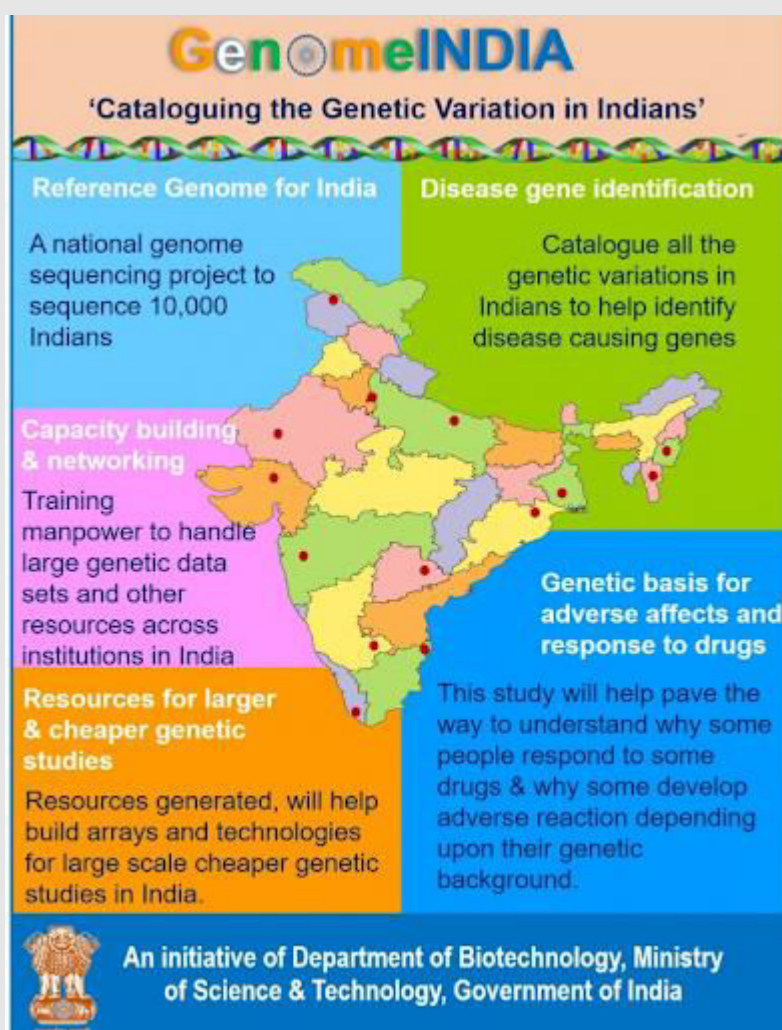 GenomeINDIA
'Cataloguing the Genetic Variation in Indians'
Reference Genome for India
A national genome
sequencing project to
sequence 10,000
Indians
Disease gene identification
Catalogue all the
genetic variations in
Indians to help identify
disease causing genes
Capacity building
& networking
Training
manpower to handle
large genetic data
sets and other
resources across
institutions in India
Genetic basis for
adverse affects and
response to drugs
This study will help pave the
way to understand why some
people respond to some
drugs & why some develop
adverse reaction depending
upon their genetic
background.
Resources for larger
& cheaper genetic
studies
Resources generated, will help
build arrays and technologies
for large scale cheaper genetic
studies in India.
An initiative of Department of Biotechnology, Ministry
of Science & Technology, Government of India